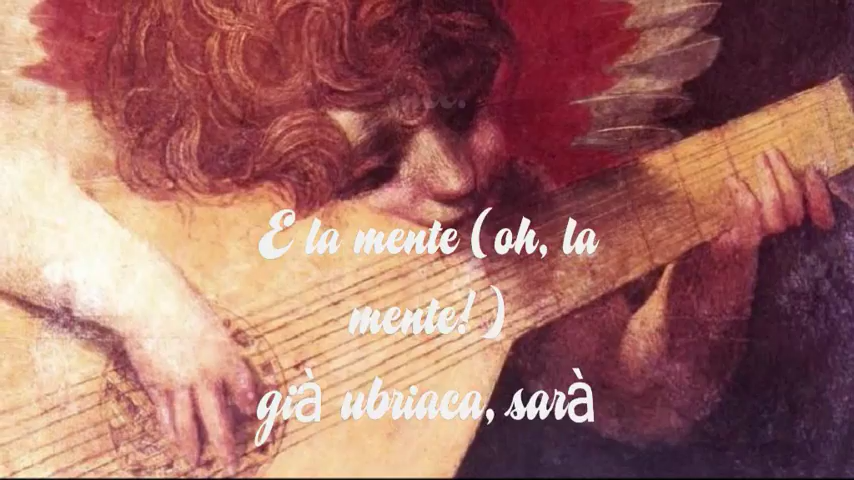 E la mente (oh, la
mente! )
già ubriaca, sarà